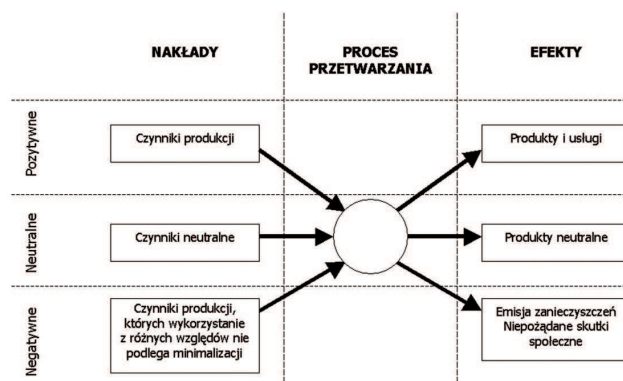 NAKŁADY
PROCES
PRZETWARZANIA
EFEKTY
Pozytywne
Czynniki produkcji
Produkty i usługi
Neutralne
Czynniki neutralne
Produkty neutralne
Negatywne
Czynniki produkcji,
których wykorzystanie
z różnych względów nie
podlega minimalizacji
Emisja zanieczyszczeń
Niepożądane skutki
społeczne